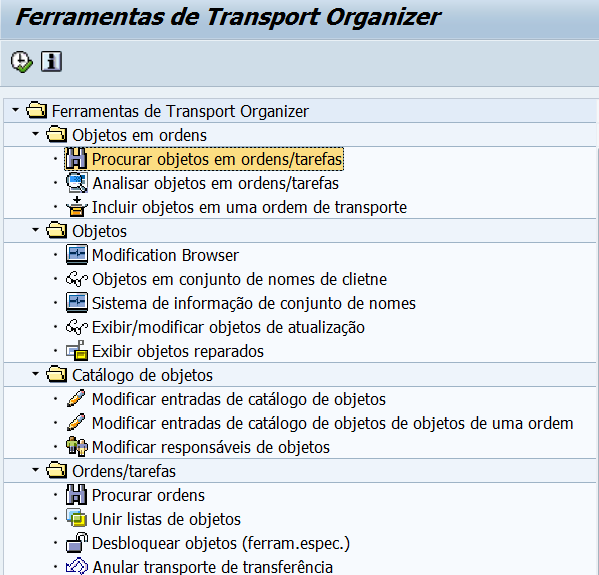 Ferramentas de Transport Organizer
Ferramentas de Transport Organizer
Objetos em ordens
Procurar objetos em ordens/tarefas
Analisar objetos em ordens/tarefas
Incluir objetos em uma ordem de transporte
Objetos
Modification Browser
Objetos em conjunto de nomes de clietne
Sistema de informação de conjunto de nomes
Exibir/modificar objetos de atualização
Exibir objetos reparados
Catálogo de objetos
Modificar entradas de catálogo de objetos
Modificar entradas de catálogo de objetos de objetos de uma ordem
Modificar responsáveis de objetos
Ordens/tarefas
Procurar ordens
Unir listas de objetos
Desbloquear objetos (ferram.espec.)
Anular transporte de transferência